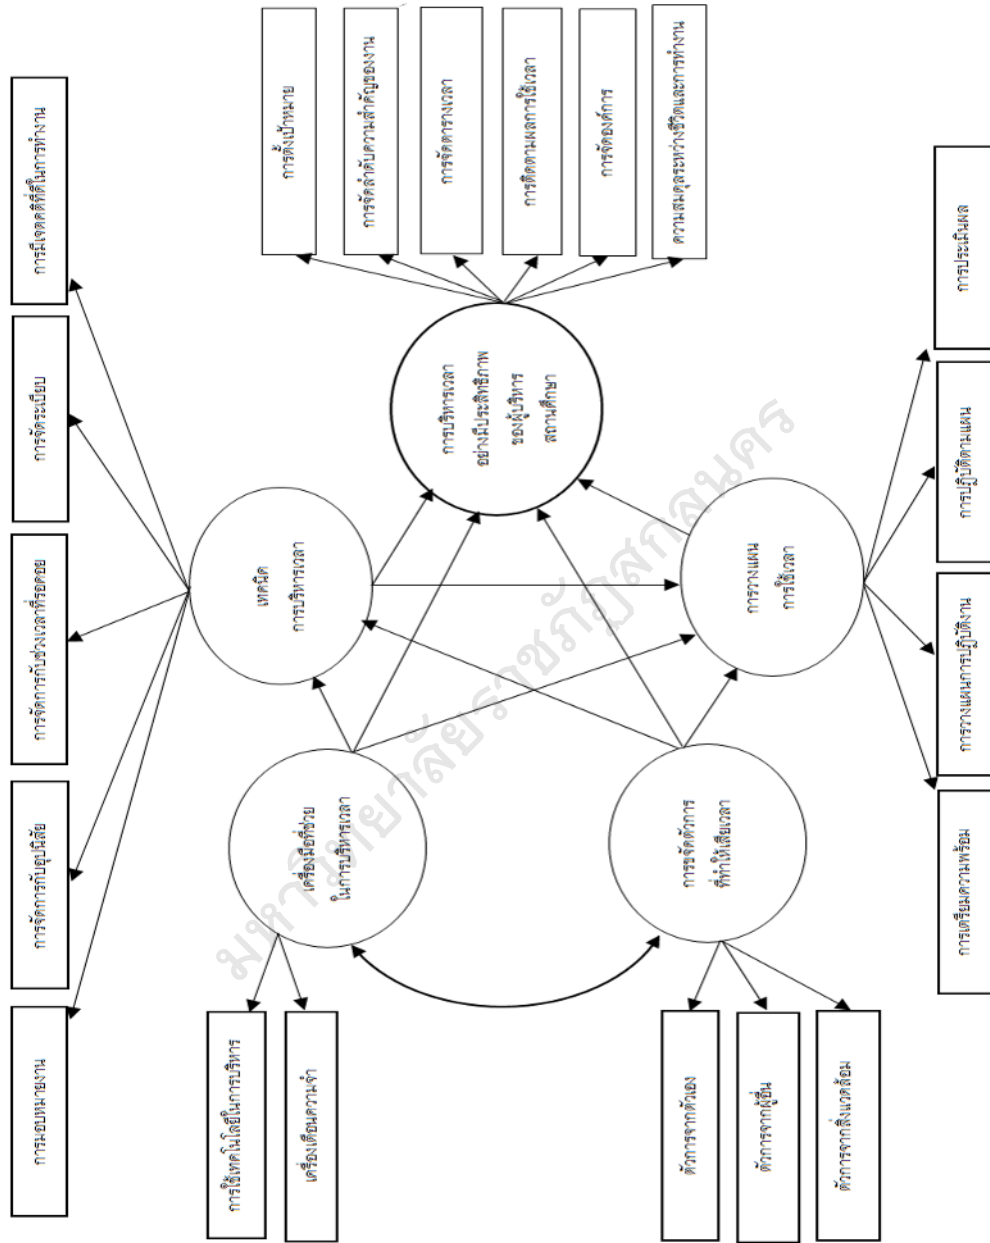 การมอบหมายงาน
การจัดการกับอุปนิสัย
การจัดการกับช่วงเวลาที่รอคอย
การจัดระเบียบ
การมีเจตคติที่ดีในการทำงาน
การใช้เทคโนโลยีในการบริหาร
เครื่องเตือนความจำ
เครื่องมือที่ช่วย
ในการบริหารเวลา
เทคนิค
การบริหารเวลา
การบริหารเวลา
อย่างมีประสิทธิภาพ
ของผู้บริหาร
สถานศึกษา
การตั้งเป้าหมาย
การจัดลำดับความสำคัญของงาน
การจัดตารางเวลา
การติดตามผลการใช้เวลา
การจัดองค์การ
ความสมดุลระหว่างชีวิตและการทำงาน
ตัวการจากตัวเอง
ตัวการจากผู้อื่น
ตัวการจากสิ่งแวดล้อม
การขจัดตัวการ
ที่ทำให้เสียเวลา
การวางแผน
การใช้เวลา
การเตรียมความพร้อม
การวางแผนการปฏิบัติงาน
การปฏิบัติตามแผน
การประเมินผล
มหาวิทยาลัยราชภัฏสกลนคร